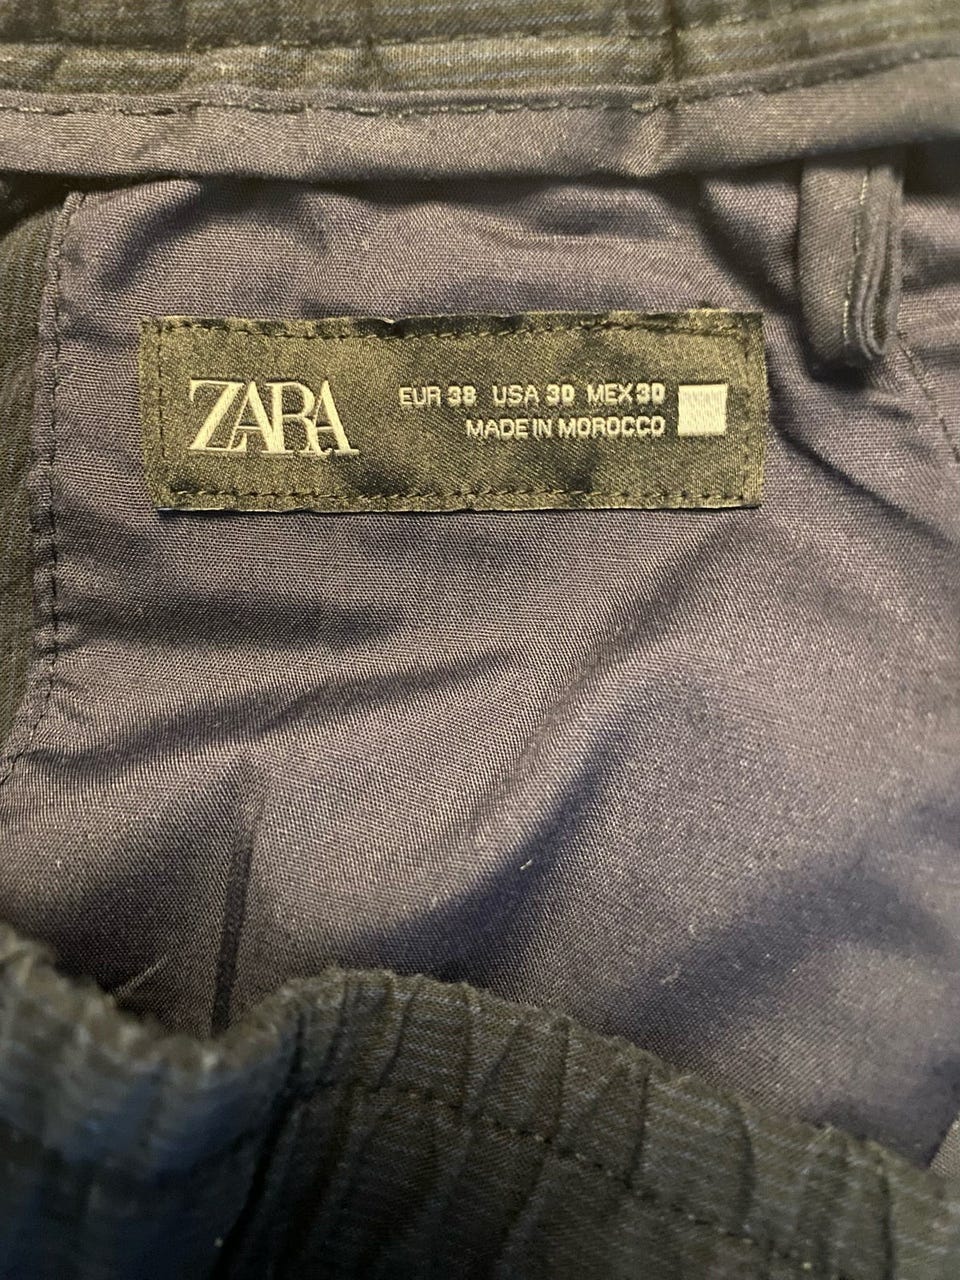 ZARA
EUR 38 USA 30 MEX 30
MADE IN MOROCCO